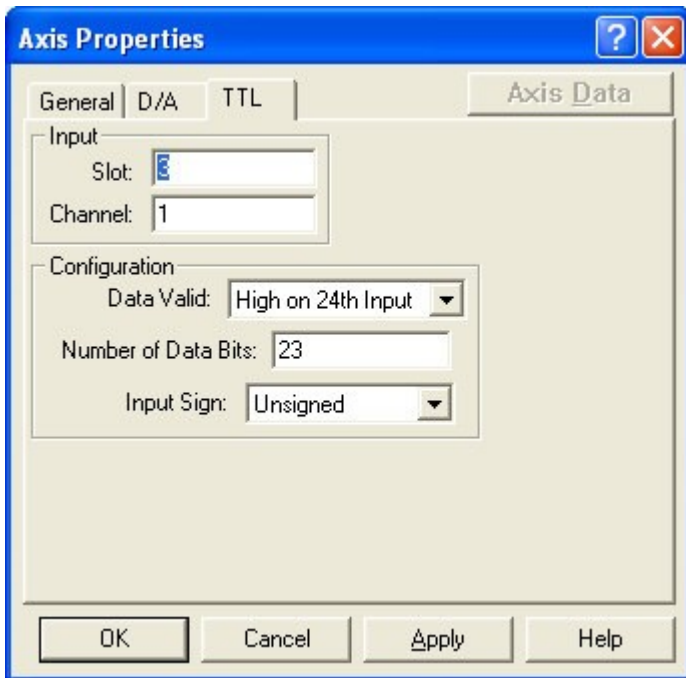 Axis Properties
General D/A TTL Axis Data
Input
Slot: 3
Channel: 1
Configuration
Data Valid: High on 24th Input
Number of Data Bits: 23
Input Sign: Unsigned
OK Cancel Apply Help